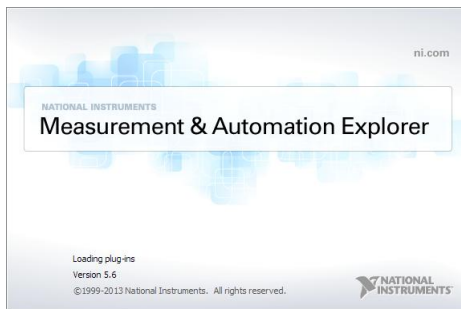 ni.com
NATIONAL INSTRUMENTS
Measurement & Automation Explorer
Loading plug-ins
Version 5.6
©1999-2013 National Instruments. All rights reserved.
NATIONAL
INSTRUMENTS